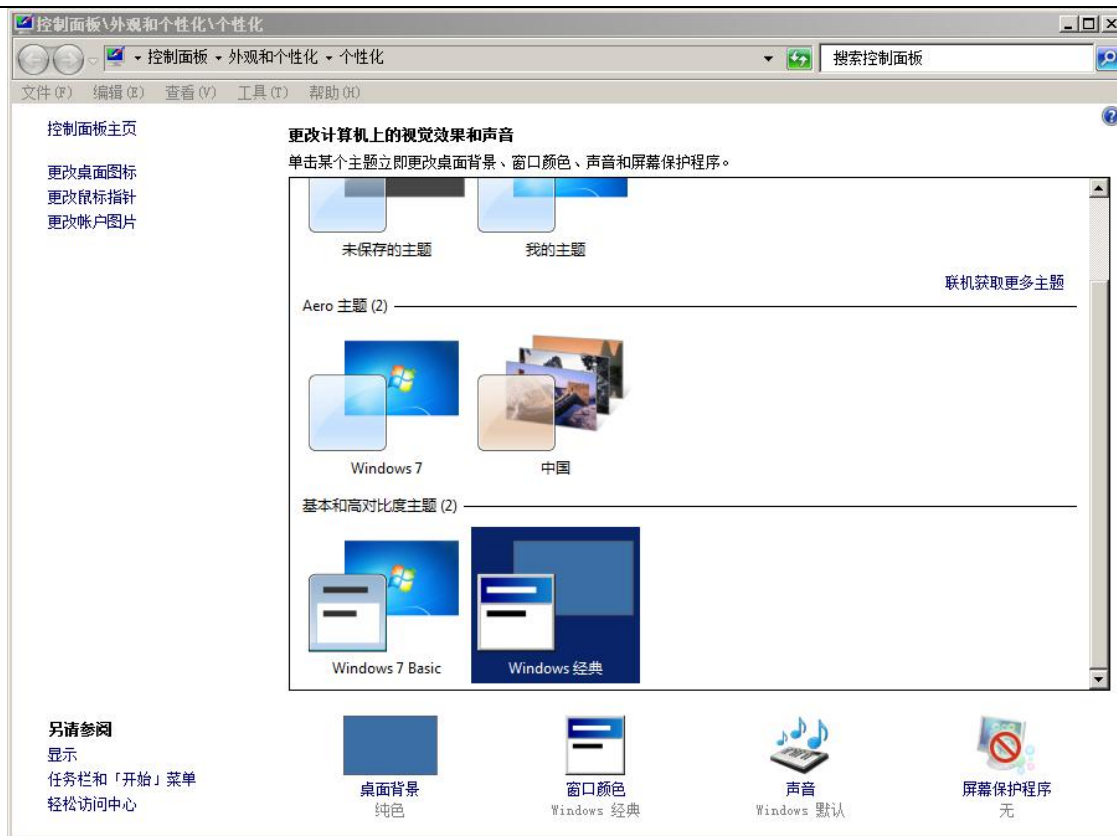 控制面板\外观和个性化\个性化
控制面板 外观和个性化 个性化
搜索控制面板
文件(F) 编辑(E) 查看(V) 工具(T) 帮助(H)
控制面板主页
更改桌面图标
更改鼠标指针
更改帐户图片
更改计算机上的视觉效果和声音
单击某个主题立即更改桌面背景、窗口颜色、声音和屏幕保护程序。
未保存的主题 我的主题
联机获取更多主题
Aero 主题 (2)
Windows 7 中国
基本和高对比度主题 (2)
Windows 7 Basic Windows 经典
另请参阅
显示
任务栏和「开始」菜单
轻松访问中心
桌面背景 窗口颜色 声音 屏幕保护程序
纯色 Windows 经典 Windows 默认 无